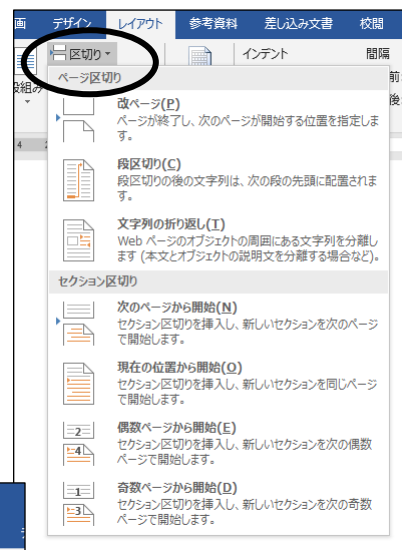 画 デザイン レイアウト 参考資料 差し込み文書 校閲
区切り インデント 間隔
段組み 前
後
ページ区切り
改ページ(P)
ページが終了し、次のページが開始する位置を指定しま
す。
段区切り(C)
段区切りの後の文字列は、次の段の先頭に配置されま
す。
文字列の折り返し(T)
Web ページのオブジェクトの周囲にある文字列を分離し
ます (本文とオブジェクトの説明文を分離する場合など)。
セクション区切り
次のページから開始(N)
セクション区切りを挿入し、新しいセクションを次のページ
で開始します。
現在の位置から開始(O)
セクション区切りを挿入し、新しいセクションを同じページ
で開始します。
偶数ページから開始(E)
セクション区切りを挿入し、新しいセクションを次の偶数
ページで開始します。
奇数ページから開始(D)
セクション区切りを挿入し、新しいセクションを次の奇数
ページで開始します。
4
2
4
1
3